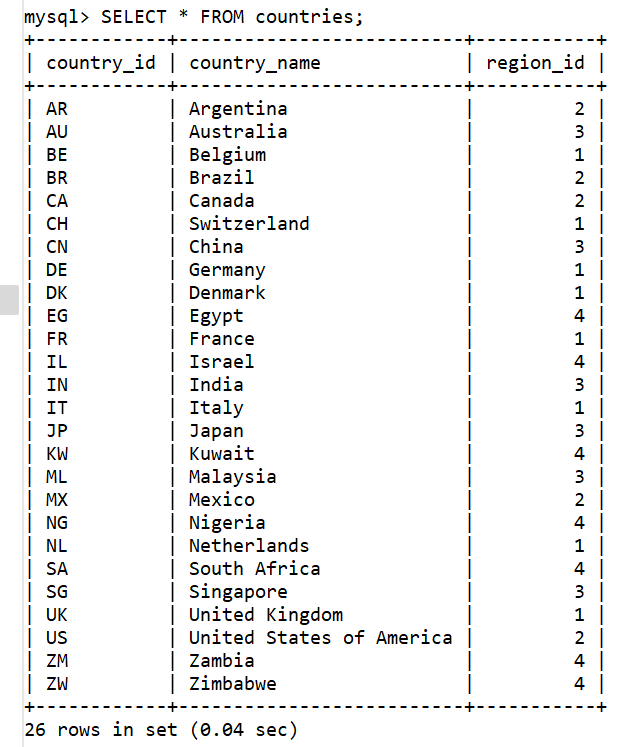 mysql> SELECT * FROM countries;
+------------+--------------------------+-----------+
| country_id | country_name             | region_id |
+------------+--------------------------+-----------+
| AR         | Argentina                |         2 |
| AU         | Australia                |         3 |
| BE         | Belgium                  |         1 |
| BR         | Brazil                   |         2 |
| CA         | Canada                   |         2 |
| CH         | Switzerland              |         1 |
| CN         | China                    |         3 |
| DE         | Germany                  |         1 |
| DK         | Denmark                  |         1 |
| EG         | Egypt                    |         4 |
| FR         | France                   |         1 |
| IL         | Israel                   |         4 |
| IN         | India                    |         3 |
| IT         | Italy                    |         1 |
| JP         | Japan                    |         3 |
| KW         | Kuwait                   |         4 |
| ML         | Malaysia                 |         3 |
| MX         | Mexico                   |         2 |
| NG         | Nigeria                  |         4 |
| NL         | Netherlands              |         1 |
| SA         | South Africa             |         4 |
| SG         | Singapore                |         3 |
| UK         | United Kingdom           |         1 |
| US         | United States of America |         2 |
| ZM         | Zambia                   |         4 |
| ZW         | Zimbabwe                 |         4 |
+------------+--------------------------+-----------+
26 rows in set (0.04 sec)